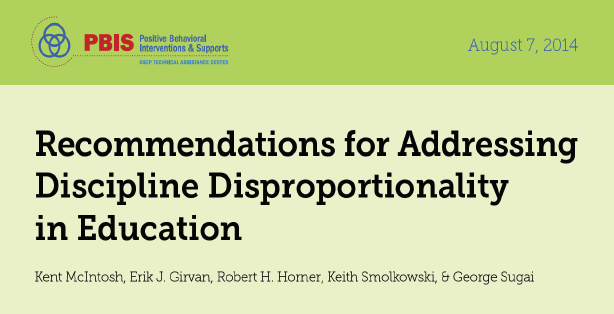 PBIS Positive Behavioral
Interventions & Supports
OSEP TECHNICAL ASSISTANCE CENTER
August 7, 2014
Recommendations for Addressing
Discipline Disproportionality
in Education
Kent McIntosh, Erik J. Girvan, Robert H. Horner, Keith Smolkowski, & George Sugai